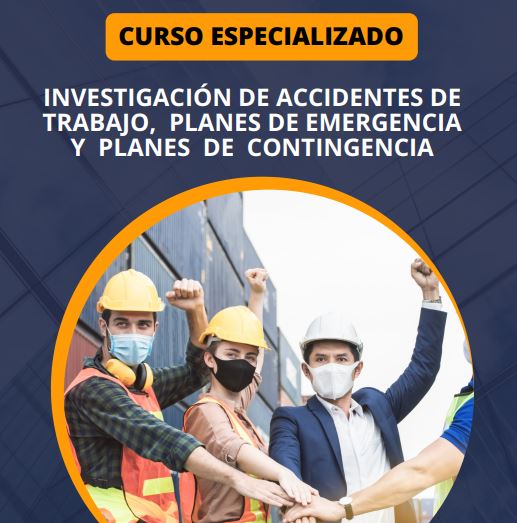 CURSO ESPECIALIZADO
INVESTIGACIÓN DE ACCIDENTES DE
TRABAJO, PLANES DE EMERGENCIA
Y PLANES DE CONTINGENCIA